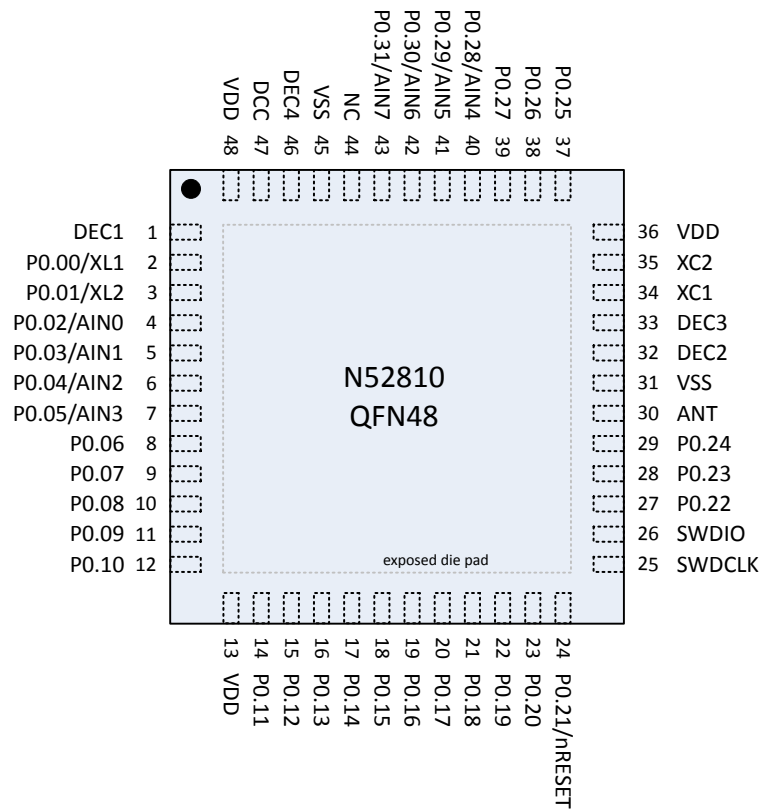 P0.31/AIN7
P0.30/AIN6
P0.29/AIN5
P0.28/AIN4
P0.27
P0.26
P0.25
VDD
DCC
DEC4
VSS
NC
48 47 46 45 44 43 42 41 40 39 38 37
DEC1 1
P0.00/XL1 2
P0.01/XL2 3
P0.02/AIN0 4
P0.03/AIN1 5
P0.04/AIN2 6
P0.05/AIN3 7
P0.06 8
P0.07 9
P0.08 10
P0.09 11
P0.10 12
N52810
QFN48
exposed die pad
36 VDD
35 XC2
34 XC1
33 DEC3
32 DEC2
31 VSS
30 ANT
29 P0.24
28 P0.23
27 P0.22
26 SWDIO
25 SWDCLK
13 VDD
14 P0.11
15 P0.12
16 P0.13
17 P0.14
18 P0.15
19 P0.16
20 P0.17
21 P0.18
22 P0.19
23 P0.20
24 P0.21/nRESET